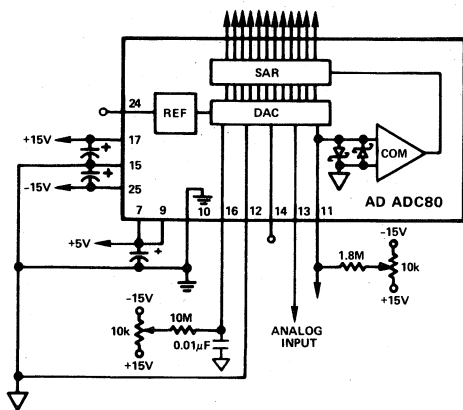 SAR
24
REF
DAC
+15V
17
COM
15
-15V
25
AD ADC80
7
9
10
16
12
14
13
11
+5V
-15V
1.8M
10k
+15V
-15V
10k
10M
0.01μF
+15V
ANALOG
INPUT
+
+
+